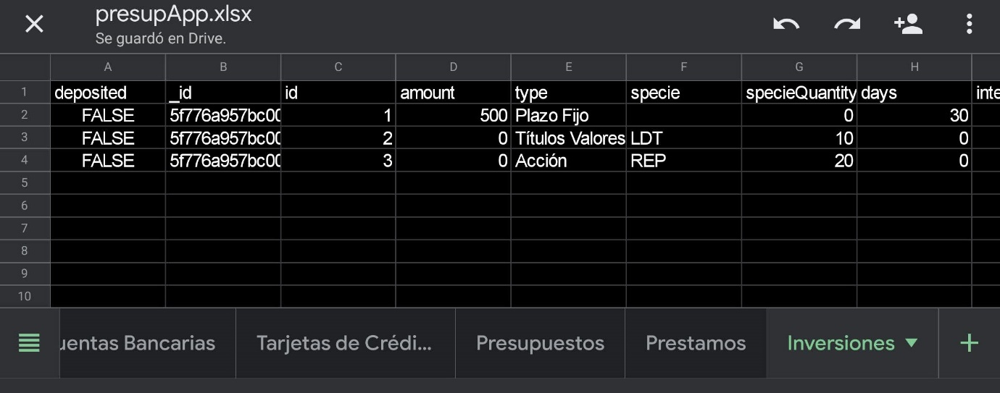 presupApp.xlsx
Se guardó en Drive.
A B C D E F G H
1 deposited _id id amount type specie specieQuantity days inte
2 FALSE 5f776a957bc00 1 500 Plazo Fijo 0 30
3 FALSE 5f776a957bc00 2 0 Títulos Valores LDT 10 0
4 FALSE 5f776a957bc00 3 0 Acción REP 20 0
5
6
7
8
9
10
uentas Bancarias Tarjetas de Crédi... Presupuestos Prestamos Inversiones